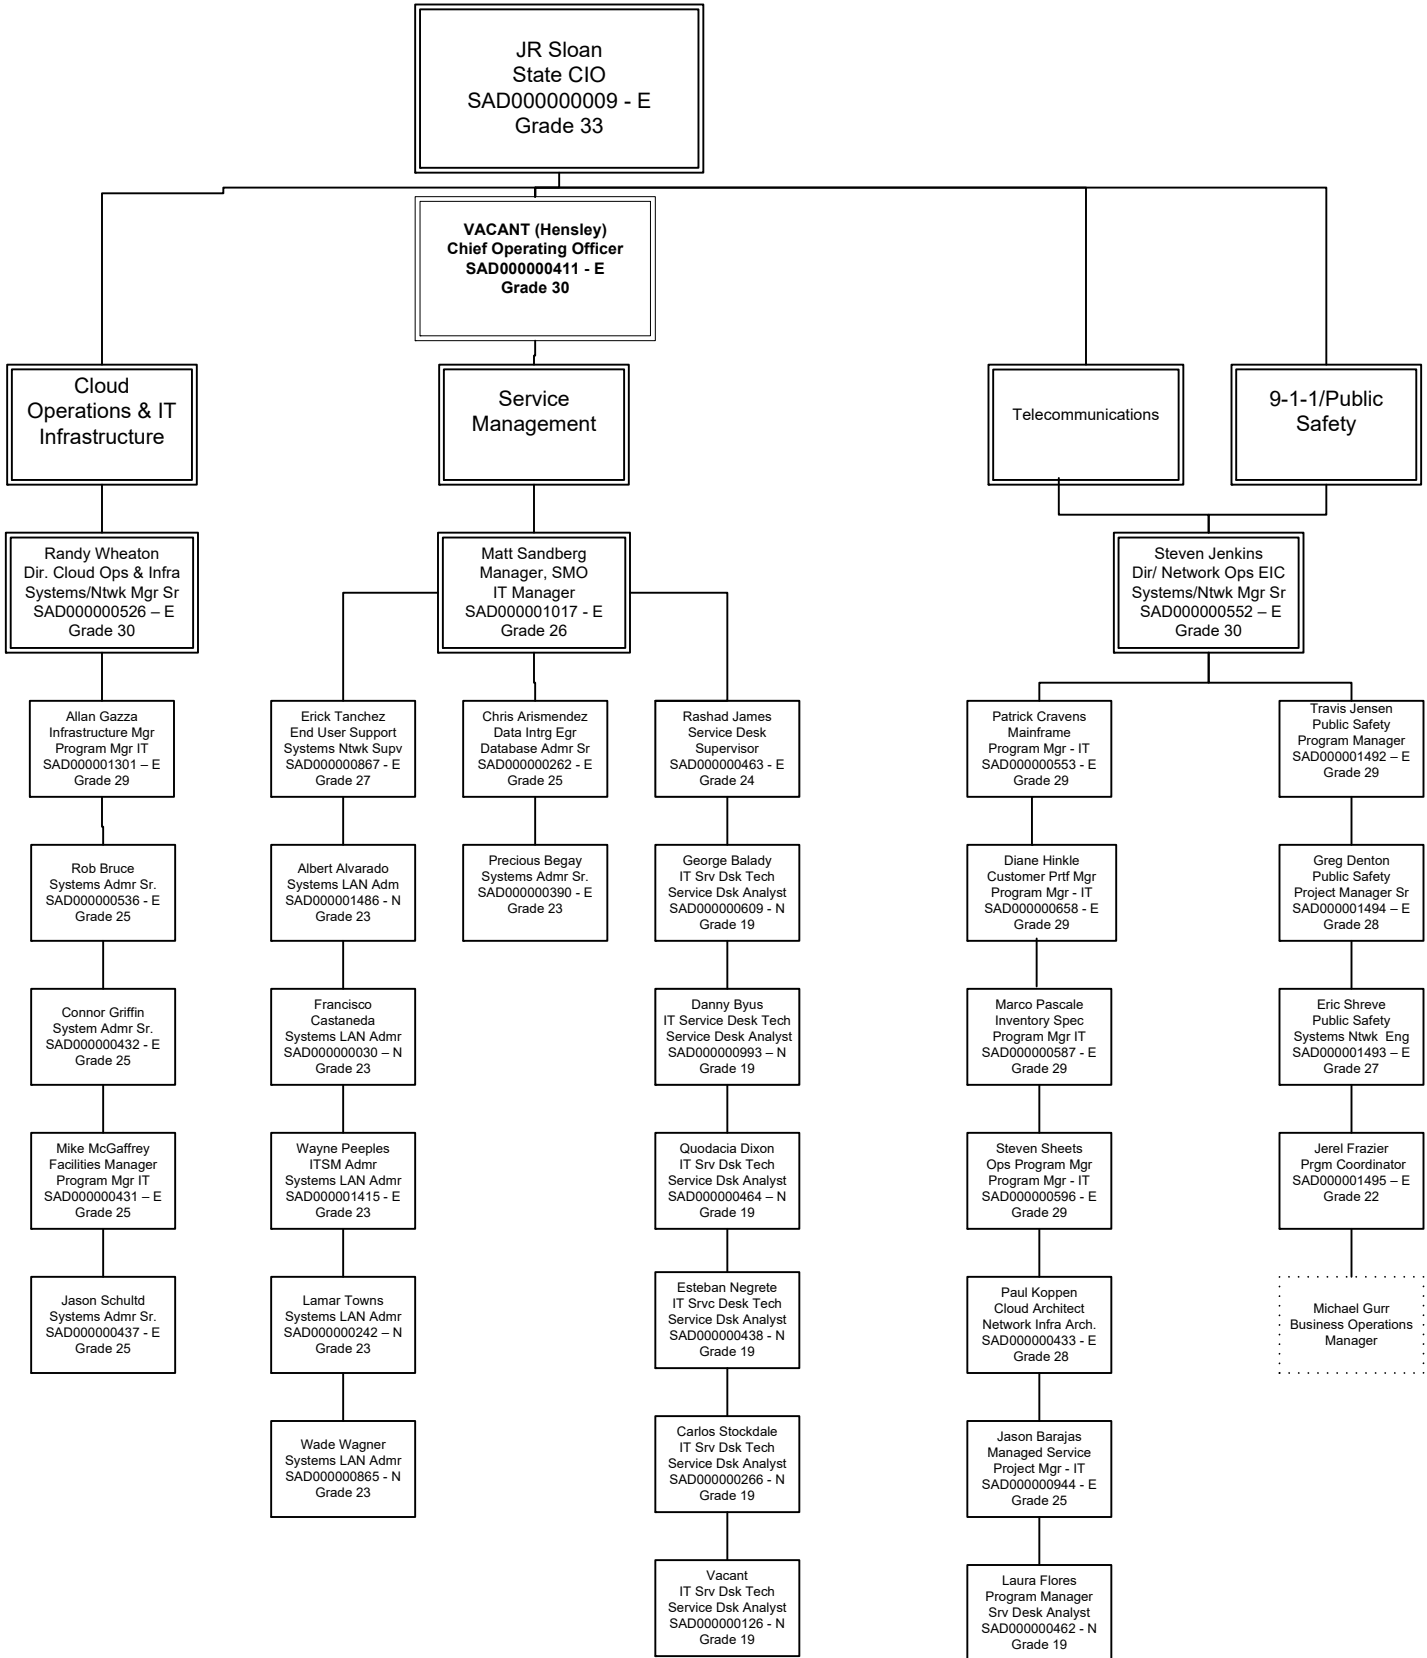 JR Sloan
State CIO
SAD000000009 - E
Grade 33
VACANT (Hensley)
Chief Operating Officer
SAD000000411 - E
Grade 30
Cloud
Operations & IT
Infrastructure
Service
Management
Telecommunications
9-1-1/Public
Safety
Randy Wheaton
Dir. Cloud Ops & Infra
Systems/Ntwk Mgr Sr
SAD000000526 – E
Grade 30
Matt Sandberg
Manager, SMO
IT Manager
SAD000001017 - E
Grade 26
Steven Jenkins
Dir/ Network Ops EIC
Systems/Ntwk Mgr Sr
SAD000000552 – E
Grade 30
Allan Gazza
Infrastructure Mgr
Program Mgr IT
SAD000001301 – E
Grade 29
Erick Tanchez
End User Support
Systems Ntwk Supv
SAD000000867 - E
Grade 27
Chris Arismendez
Data Intrg Egr
Database Admr Sr
SAD000000262 - E
Grade 25
Rashad James
Service Desk
Supervisor
SAD000000463 - E
Grade 24
Patrick Cravens
Mainframe
Program Mgr - IT
SAD000000553 - E
Grade 29
Travis Jensen
Public Safety
Program Manager
SAD000001492 – E
Grade 29
Rob Bruce
Systems Admr Sr.
SAD000000536 - E
Grade 25
Albert Alvarado
Systems LAN Adm
SAD000001486 - N
Grade 23
Precious Begay
Systems Admr Sr.
SAD000000390 - E
Grade 23
George Balady
IT Srv Dsk Tech
Service Dsk Analyst
SAD000000609 - N
Grade 19
Diane Hinkle
Customer Prtf Mgr
Program Mgr - IT
SAD000000658 - E
Grade 29
Greg Denton
Public Safety
Project Manager Sr
SAD000001494 – E
Grade 28
Connor Griffin
System Admr Sr.
SAD000000432 - E
Grade 25
Francisco
Castaneda
Systems LAN Admr
SAD000000030 – N
Grade 23
Danny Byus
IT Service Desk Tech
Service Desk Analyst
SAD000000993 – N
Grade 19
Marco Pascale
Inventory Spec
Program Mgr IT
SAD000000587 - E
Grade 29
Eric Shreve
Public Safety
Systems Ntwk  Eng
SAD000001493 – E
Grade 27
Mike McGaffrey
Facilities Manager
Program Mgr IT
SAD000000431 – E
Grade 25
Wayne Peeples
ITSM Admr
Systems LAN Admr
SAD000001415 - E
Grade 23
Quodacia Dixon
IT Srv Dsk Tech
Service Dsk Analyst
SAD000000464 – N
Grade 19
Steven Sheets
Ops Program Mgr
Program Mgr - IT
SAD000000596 - E
Grade 29
Jerel Frazier
Prgm Coordinator
SAD000001495 – E
Grade 22
Jason Schultd
Systems Admr Sr.
SAD000000437 - E
Grade 25
Lamar Towns
Systems LAN Admr
SAD000000242 – N
Grade 23
Esteban Negrete
IT Srvc Desk Tech
Service Dsk Analyst
SAD000000438 - N
Grade 19
Paul Koppen
Cloud Architect
Network Infra Arch.
SAD000000433 - E
Grade 28
Michael Gurr
Business Operations
Manager
Wade Wagner
Systems LAN Admr
SAD000000865 - N
Grade 23
Carlos Stockdale
IT Srv Dsk Tech
Service Dsk Analyst
SAD000000266 - N
Grade 19
Jason Barajas
Managed Service
Project Mgr - IT
SAD000000944 - E
Grade 25
Vacant
IT Srv Dsk Tech
Service Dsk Analyst
SAD000000126 - N
Grade 19
Laura Flores
Program Manager
Srv Desk Analyst
SAD000000462 - N
Grade 19